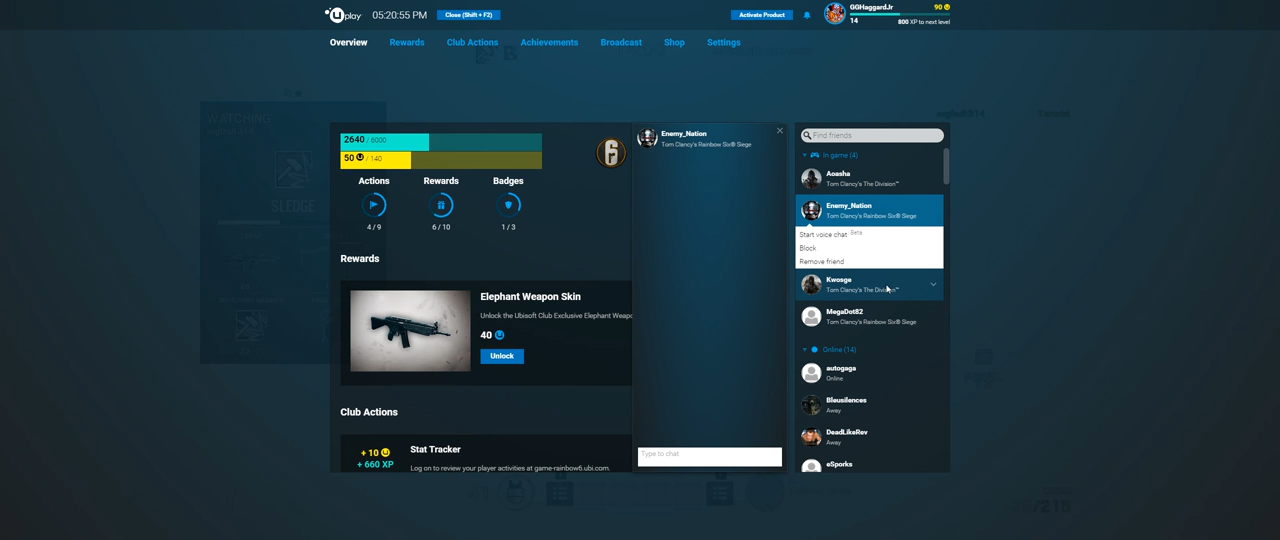 uplay 05:20:55 PM Close (Shift + F2) Activate Product GGHaggardJr 90
14 800 XP to next level
Overview Rewards Club Actions Achievements Broadcast Shop Settings
WATCHING
SLEDGE
2640 / 6000
50 / 140
Actions Rewards Badges
4 / 9 6 / 10 1 / 3
Rewards
Elephant Weapon Skin
Unlock the Ubisoft Club Exclusive Elephant Weapo
40
Unlock
Club Actions
+ 10
+ 660 XP
Stat Tracker
Log on to review your player activities at game-rainbow6.ubi.com.
6
Enemy_Nation
Tom Clancy's Rainbow Six® Siege
Type to chat
Find friends
In game (4)
Aoasha
Tom Clancy's The Division™
Enemy_Nation
Tom Clancy's Rainbow Six® Siege
Start voice chat Beta
Block
Remove friend
Kwosge
Tom Clancy's The Division™
MegaDot82
Tom Clancy's Rainbow Six® Siege
Online (14)
autogaga
Online
Bleusilences
Away
DeadLikeRev
Away
eSporks